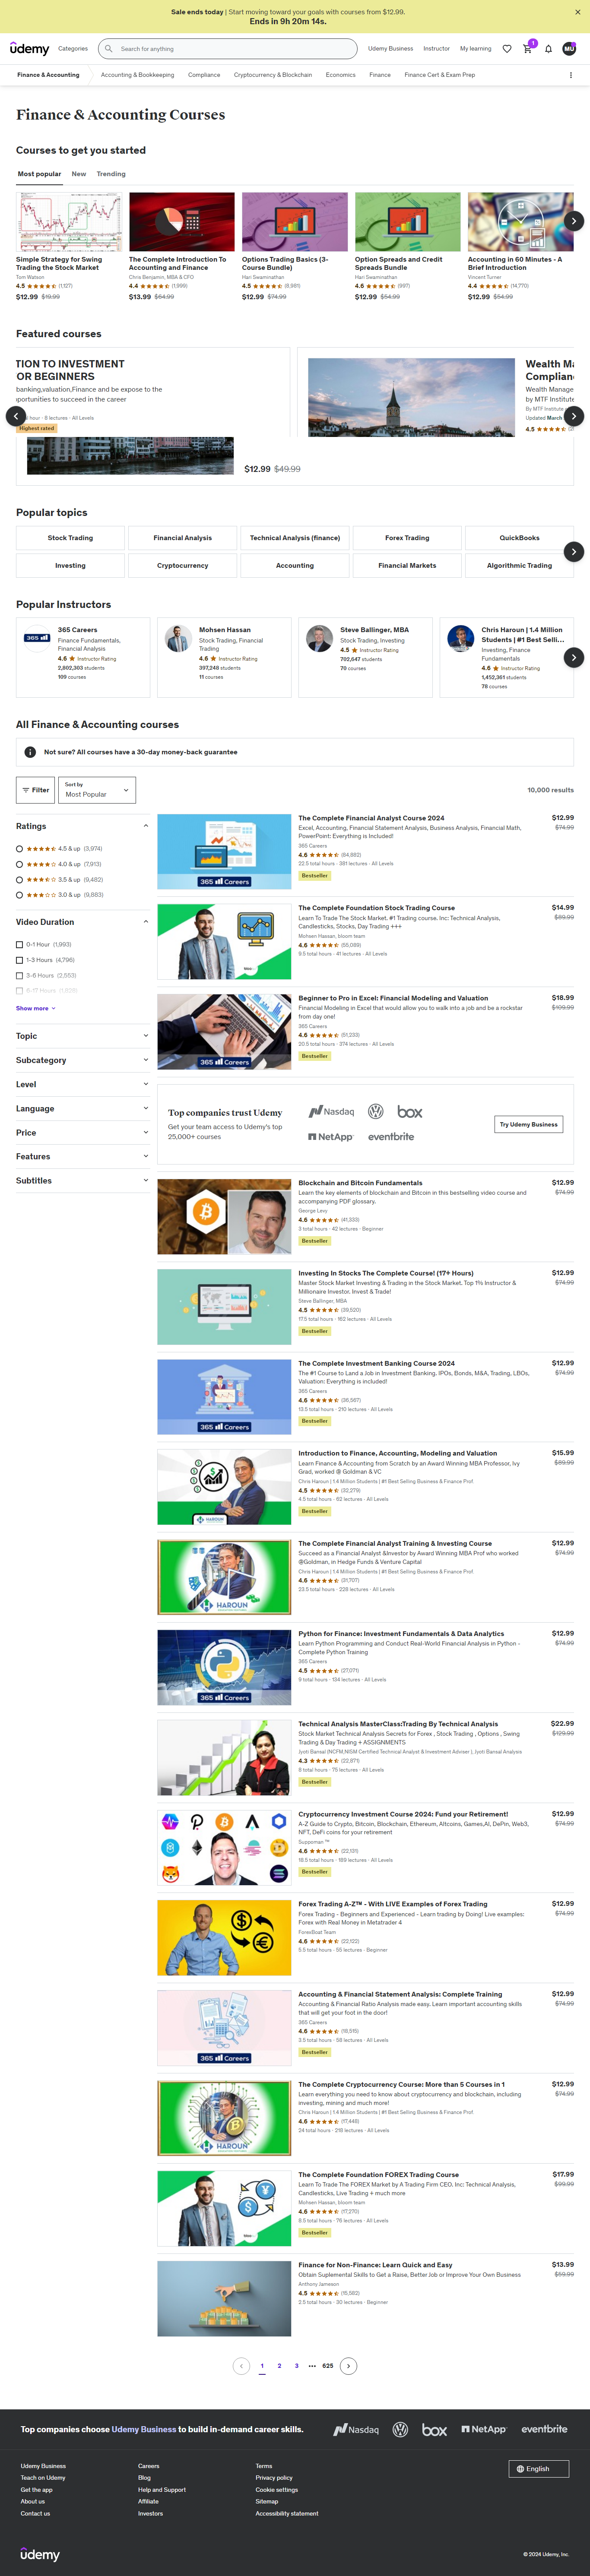 Sale ends today | Start moving toward your goals with courses from $12.99.
Ends in 9h 20m 14s.
udemy
Categories
Search for anything
Udemy Business
Instructor
My learning
1
MU
Finance & Accounting
Accounting & Bookkeeping
Compliance
Cryptocurrency & Blockchain
Economics
Finance
Finance Cert & Exam Prep
Finance & Accounting Courses
Courses to get you started
Most popular
New
Trending
Simple Strategy for Swing
Trading the Stock Market
Tom Watson
4.5 (1,127)
$12.99 $19.99
The Complete Introduction To
Accounting and Finance
Chris Benjamin, MBA & CFO
4.4 (1,999)
$13.99 $64.99
Options Trading Basics (3-
Course Bundle)
Hari Swaminathan
4.5 (8,981)
$12.99 $74.99
Option Spreads and Credit
Spreads Bundle
Hari Swaminathan
4.6 (997)
$12.99 $54.99
Accounting in 60 Minutes - A
Brief Introduction
Vincent Turner
4.4 (14,770)
$12.99 $54.99
Featured courses
TION TO INVESTMENT
OR BEGINNERS
banking,valuation,Finance and be expose to the
portunities to succeed in the career
hour · 8 lectures · All Levels
Highest rated
$12.99 $49.99
Wealth Ma
Complianc
Wealth Manage
by MTF Institute
By MTF Institute
Updated March
4.5
Popular topics
Stock Trading
Financial Analysis
Technical Analysis (finance)
Forex Trading
QuickBooks
Investing
Cryptocurrency
Accounting
Financial Markets
Algorithmic Trading
Popular Instructors
365 Careers
Finance Fundamentals,
Financial Analysis
4.6 Instructor Rating
2,802,303 students
109 courses
Mohsen Hassan
Stock Trading, Financial
Trading
4.6 Instructor Rating
397,248 students
11 courses
Steve Ballinger, MBA
Stock Trading, Investing
4.5 Instructor Rating
702,647 students
70 courses
Chris Haroun | 1.4 Million
Students | #1 Best Selli...
Investing, Finance
Fundamentals
4.6 Instructor Rating
1,452,361 students
78 courses
All Finance & Accounting courses
Not sure? All courses have a 30-day money-back guarantee
Filter
Sort by
Most Popular
10,000 results
Ratings
4.5 & up (3,974)
4.0 & up (7,913)
3.5 & up (9,482)
3.0 & up (9,883)
Video Duration
0-1 Hour (1,993)
1-3 Hours (4,796)
3-6 Hours (2,553)
6-17 Hours
Show more
Topic
Subcategory
Level
Language
Price
Features
Subtitles
The Complete Financial Analyst Course 2024
$12.99
Excel, Accounting, Financial Statement Analysis, Business Analysis, Financial Math,
$74.99
PowerPoint: Everything is Included!
365 Careers
4.6
22.5 total hours · 381 lectures · All Levels
Bestseller
The Complete Foundation Stock Trading Course
$14.99
Learn To Trade The Stock Market. #1 Trading course. Inc: Technical Analysis,
$89.99
Candlesticks, Stocks, Day Trading +++
Mohsen Hassan, bloom team
4.6 (55,089)
9.5 total hours · 41 lectures · All Levels
Beginner to Pro in Excel: Financial Modeling and Valuation
$18.99
Financial Modeling in Excel that would allow you to walk into a job and be a rockstar
$109.99
from day one!
365 Careers
4.6 (51,233)
20.5 total hours · 374 lectures · All Levels
Bestseller
Top companies trust Udemy
Get your team access to Udemy's top
25,000+ courses
Nasdaq
box
NetApp
eventbrite
Try Udemy Business
Blockchain and Bitcoin Fundamentals
$12.99
Learn the key elements of blockchain and Bitcoin in this bestselling video course and
$74.99
accompanying PDF glossary.
George Levy
4.6 (41,933)
3 total hours · 42 lectures · Beginner
Bestseller
Investing In Stocks The Complete Course! (17+ Hours)
$12.99
Master Stock Market Investing & Trading in the Stock Market. Top 1% Instructor &
$74.99
Millionaire Investor. Invest & Trade!
Steve Ballinger, MBA
4.5 (39,520)
17.5 total hours · 162 lectures · All Levels
Bestseller
The Complete Investment Banking Course 2024
$12.99
The #1 Course to Land a Job in Investment Banking. IPOs, Bonds, M&A, Trading, LBOs,
$74.99
Valuation: Everything is included!
365 Careers
4.6 (36,567)
13.5 total hours · 210 lectures · All Levels
Bestseller
Introduction to Finance, Accounting, Modeling and Valuation
$15.99
Learn Finance & Accounting from Scratch by an Award Winning MBA Professor, Ivy
$89.99
Grad, worked @ Goldman & VC
Chris Haroun | 1.4 Million Students | #1 Best Selling Business & Finance Prof.
4.5 (32,279)
4.5 total hours · 62 lectures · All Levels
Bestseller
The Complete Financial Analyst Training & Investing Course
$12.99
Succeed as a Financial Analyst &Investor by Award Winning MBA Prof who worked
$74.99
@Goldman, in Hedge Funds & Venture Capital
Chris Haroun | 1.4 Million Students | #1 Best Selling Business & Finance Prof.
4.6 (31,707)
23.5 total hours · 228 lectures · All Levels
Python for Finance: Investment Fundamentals & Data Analytics
$12.99
Learn Python Programming and Conduct Real-World Financial Analysis in Python -
$74.99
Complete Python Training
365 Careers
4.5 (27,071)
9 total hours · 134 lectures · All Levels
Technical Analysis MasterClass:Trading By Technical Analysis
$22.99
Stock Market Technical Analysis Secrets for Forex , Stock Trading , Options , Swing
$129.99
Trading & Day Trading + ASSIGNMENTS
Jyoti Bansal (NCFM,NISM Certified Technical Analyst & Investment Adviser ), Jyoti Bansal Analysis
4.3 (22,871)
8 total hours · 75 lectures · All Levels
Bestseller
Cryptocurrency Investment Course 2024: Fund your Retirement!
$12.99
A-Z Guide to Crypto, Bitcoin, Blockchain, Ethereum, Altcoins, Games,AI, DePin, Web3,
$74.99
NFT, DeFi coins for your retirement
Suppoman ™
4.6 (22,131)
18.5 total hours · 169 lectures · All Levels
Bestseller
Forex Trading A-Z™ - With LIVE Examples of Forex Trading
$12.99
Forex Trading - Beginners and Experienced - Learn trading by Doing! Live examples:
$74.99
Forex with Real Money in Metatrader 4
ForexBoat Team
4.6 (22,122)
5.5 total hours · 55 lectures · Beginner
Accounting & Financial Statement Analysis: Complete Training
$12.99
Accounting & Financial Ratio Analysis made easy. Learn important accounting skills
$74.99
that will get your foot in the door!
365 Careers
4.6 (18,515)
3.5 total hours · 58 lectures · All Levels
Bestseller
The Complete Cryptocurrency Course: More than 5 Courses in 1
$12.99
Learn everything you need to know about cryptocurrency and blockchain, including
$74.99
investing, mining and much more!
Chris Haroun | 1.4 Million Students | #1 Best Selling Business & Finance Prof.
4.6 (17,448)
24 total hours · 218 lectures · All Levels
The Complete Foundation FOREX Trading Course
$17.99
Learn To Trade The FOREX Market by A Trading Firm CEO. Inc: Technical Analysis,
$99.99
Candlesticks, Live Trading + much more
Mohsen Hassan, bloom team
4.6 (17,270)
8.5 total hours · 76 lectures · All Levels
Bestseller
Finance for Non-Finance: Learn Quick and Easy
$13.99
Obtain Suplemental Skills to Get a Raise, Better Job or Improve Your Own Business
$59.99
Anthony Jameson
4.5 (15,582)
2.5 total hours · 30 lectures · Beginner
1 2 3 ••• 625
Top companies choose Udemy Business to build in-demand career skills.
Nasdaq
box
NetApp
eventbrite
Udemy Business
Teach on Udemy
Get the app
About us
Contact us
Careers
Blog
Help and Support
Affiliate
Investors
Terms
Privacy policy
Cookie settings
Sitemap
Accessibility statement
English
udemy
© 2024 Udemy, Inc.